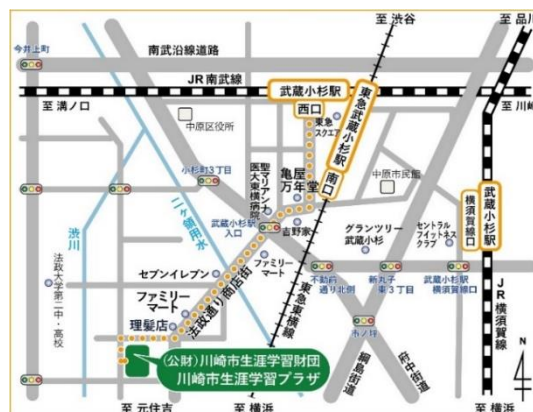 至 渋谷
至 品川
今井上町
南武沿線道路
JR南武線
武蔵小杉駅
西口
至 溝ノ口
至 川崎
東急武蔵小杉駅
南口
東急
スクエア
中原区役所
小杉町3丁目
聖マリアンナ
医大東横病院
亀屋
万年堂
中原市民館
武蔵小杉駅
横須賀線口
武蔵小杉駅
入口
吉野家
グランツリー
武蔵小杉
セントラル
フィットネス
クラブ
渋川
二ヶ領用水
ファミリー
マート
セブンイレブン
法政通り商店街
不動前
通り北側
新丸子
東3丁目
武蔵小杉駅
横須賀線口
法政大学第二中・高校
ファミリー
マート
理髪店
東急東横線
市ノ坪
JR横須賀線
(公財)川崎市生涯学習財団
川崎市生涯学習プラザ
綱島街道
府中街道
N
至 元住吉
至 横浜
至 横浜